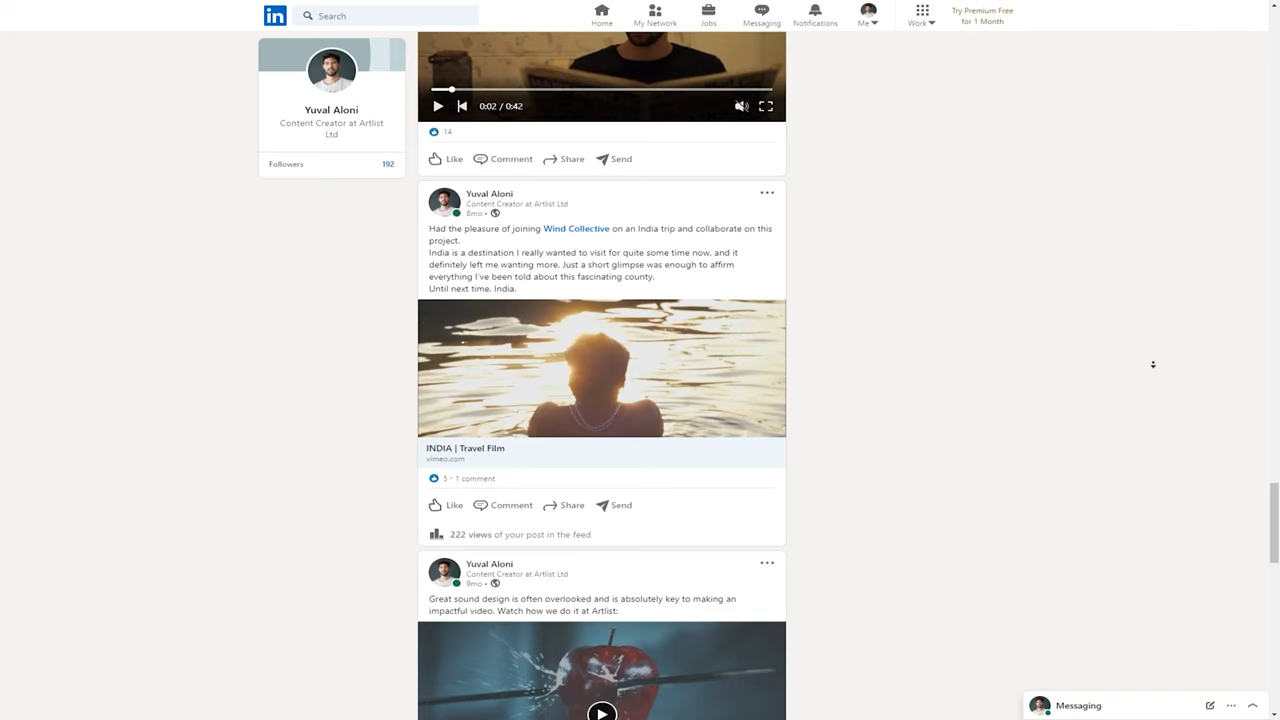 in
Search
Home
My Network
Jobs
Messaging
Notifications
Me
Work
Try Premium Free
for 1 Month
Yuval Aloni
Content Creator at Artlist
Ltd
Followers 192
0:02 / 0:42
14
Like Comment Share Send
Yuval Aloni
Content Creator at Artlist Ltd
8mo •
Had the pleasure of joining Wind Collective on an India trip and collaborate on this
project.
India is a destination I really wanted to visit for quite some time now, and it
definitely left me wanting more. Just a short glimpse was enough to affirm
everything I've been told about this fascinating county.
Until next time, India.
INDIA | Travel Film
vimeo.com
5 • 1 comment
Like Comment Share Send
222 views of your post in the feed
Yuval Aloni
Content Creator at Artlist Ltd
9mo •
Great sound design is often overlooked and is absolutely key to making an
impactful video. Watch how we do it at Artlist:
Messaging